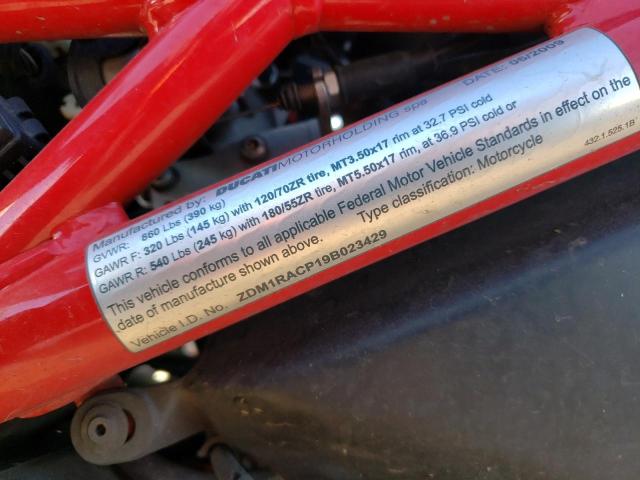 Manufactured by: DUCATIMOTORHOLDING spa DATE: 06/2009
GVWR: 860 Lbs (390 kg)
GAWR F: 320 Lbs (145 kg) with 120/70ZR tire, MT3.50x17 rim at 32.7 PSI cold
GAWR R: 540 Lbs (245 kg) with 180/55ZR tire, MT5.50x17 rim, at 36.9 PSI cold or
This vehicle conforms to all applicable Federal Motor Vehicle Standards in effect on the
date of manufacture shown above. Type classification: Motorcycle
Vehicle I.D. No. ZDM1RACP19B023429
432.1.525.1B